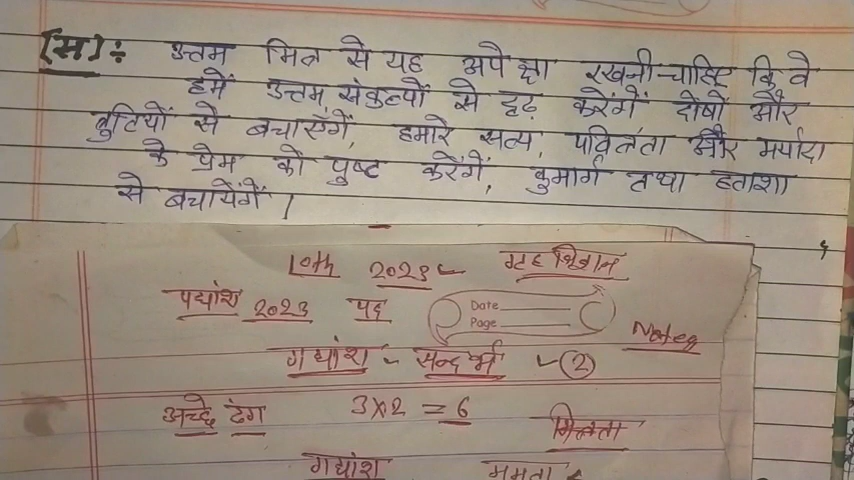 [स]:- उत्तम मित्र से यह अपेक्षा रखनी चाहिए कि वे
हमें उत्तम संकल्पों से दृढ़ करेगें दोषों और
त्रुटियों से बचाएगें, हमारे सत्य, पवित्रता और मर्यादा
के प्रेम को पुष्ट करेगें, कुमार्ग तथा हताशा
से बचायेगें।
10th 2023 गृह विज्ञान
पद्यांश 2023 पद्
Date
Page
Notes
गद्यांश - सन्दर्भ - (2)
अच्छे ढंग 3x2 = 6
मित्रता
गद्यांश ममता